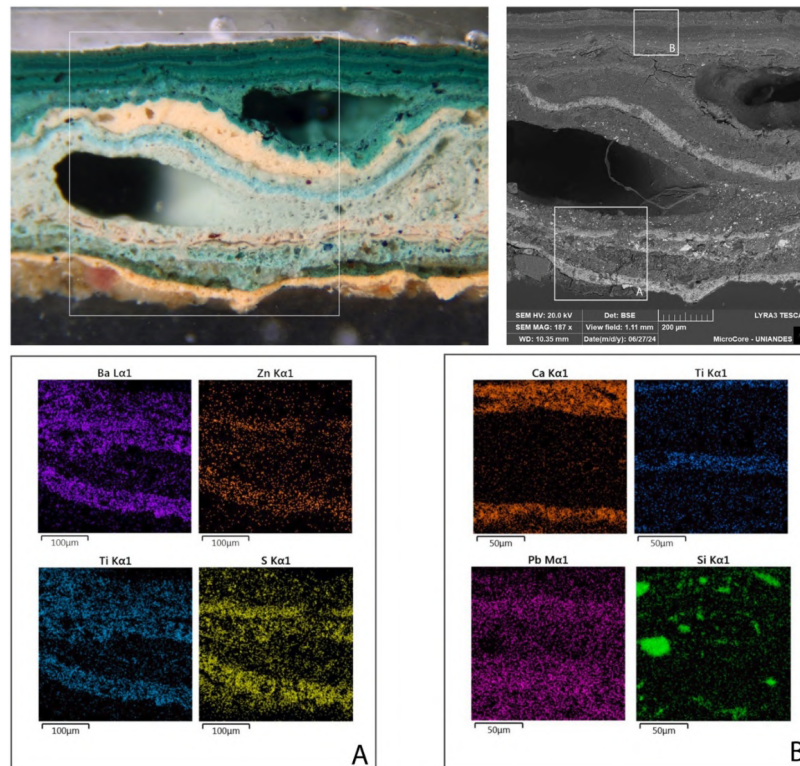 B
A
SEM HV: 20.0 kV
Det: BSE
LYRA3 TESCA
SEM MAG: 187 x
View field: 1.11 mm
200 µm
WD: 10.35 mm
Date(m/d/y): 06/27/24
MicroCore - UNIANDES
Ba Lα1
Zn Kα1
100µm
100µm
Ti Kα1
S Kα1
100µm
100µm
A
Ca Kα1
Ti Kα1
50µm
50µm
Pb Mα1
Si Kα1
50µm
50µm
B